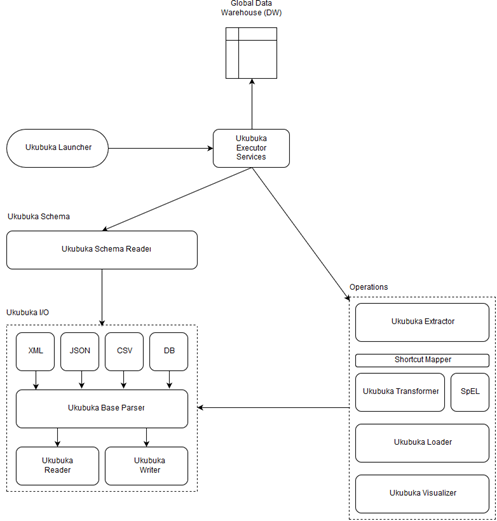 Global Data
Warehouse (DW)
Ukubuka Launcher
Ukubuka
Executor
Services
Ukubuka Schema
Ukubuka Schema Reader
Operations
Ukubuka Extractor
Shortcut Mapper
Ukubuka Transformer
SpEL
Ukubuka Loader
Ukubuka Visualizer
Ukubuka I/O
XML
JSON
CSV
DB
Ukubuka Base Parser
Ukubuka
Reader
Ukubuka
Writer